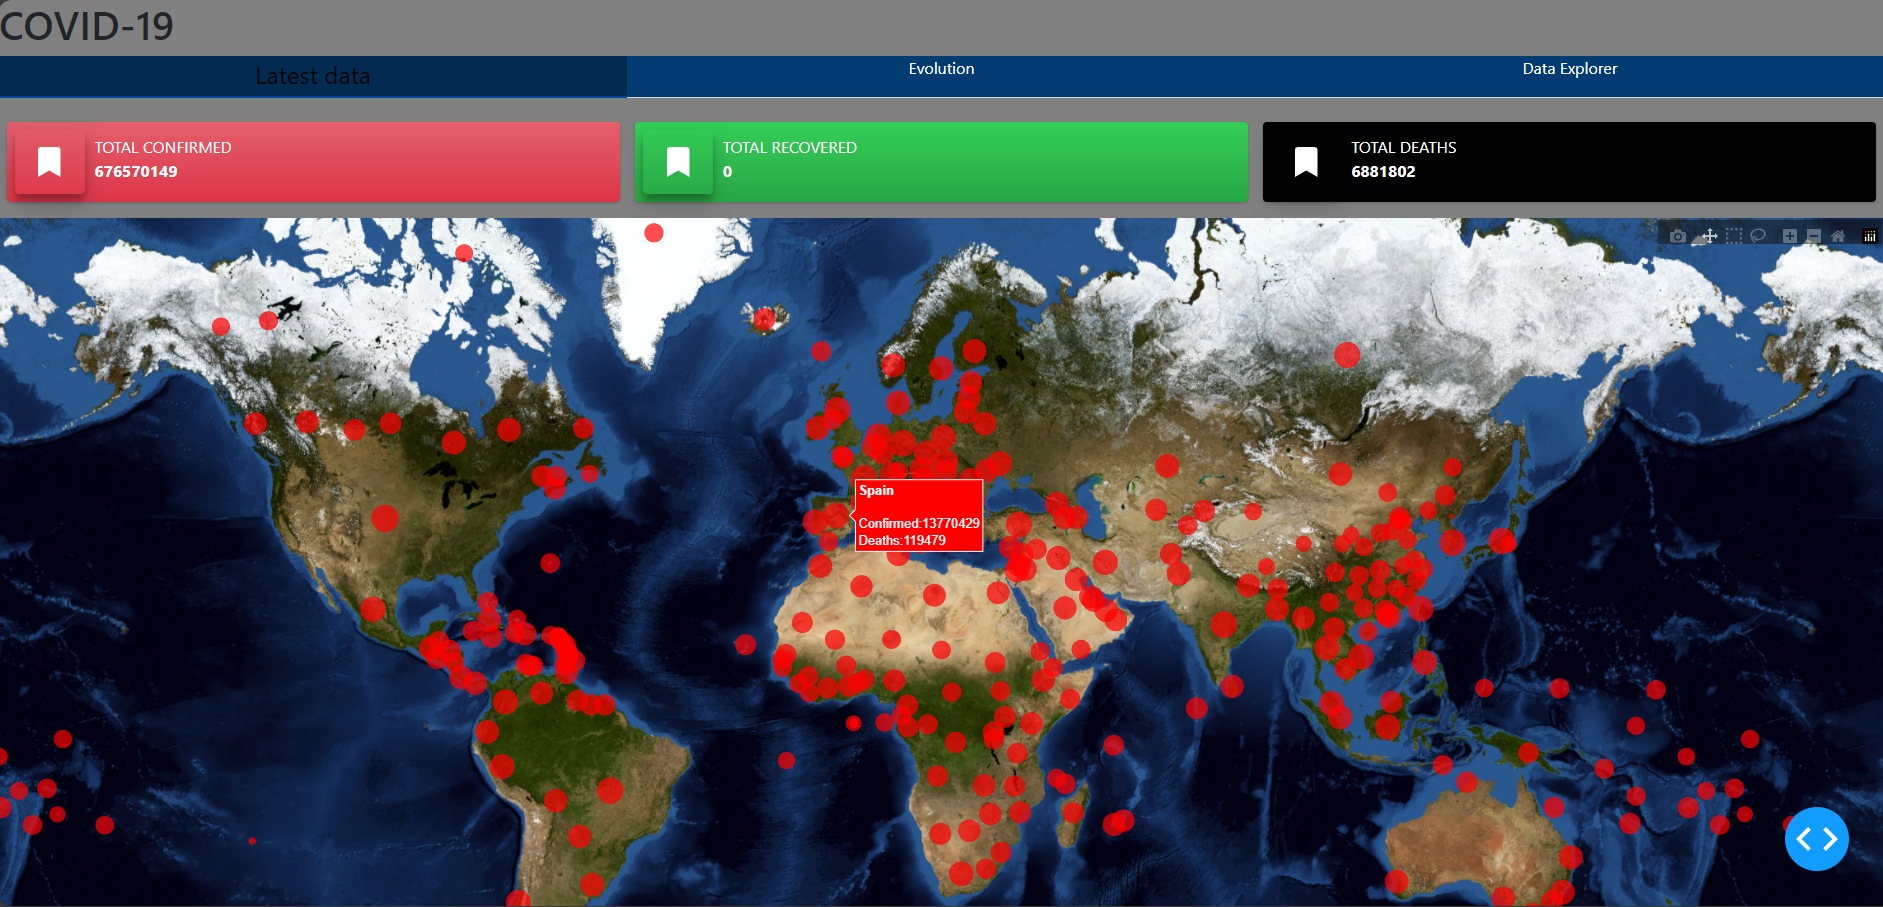 COVID-19
Latest data
Evolution
Data Explorer
TOTAL CONFIRMED
676570149
TOTAL RECOVERED
0
TOTAL DEATHS
6881802
Spain
Confirmed:13770429
Deaths:119479